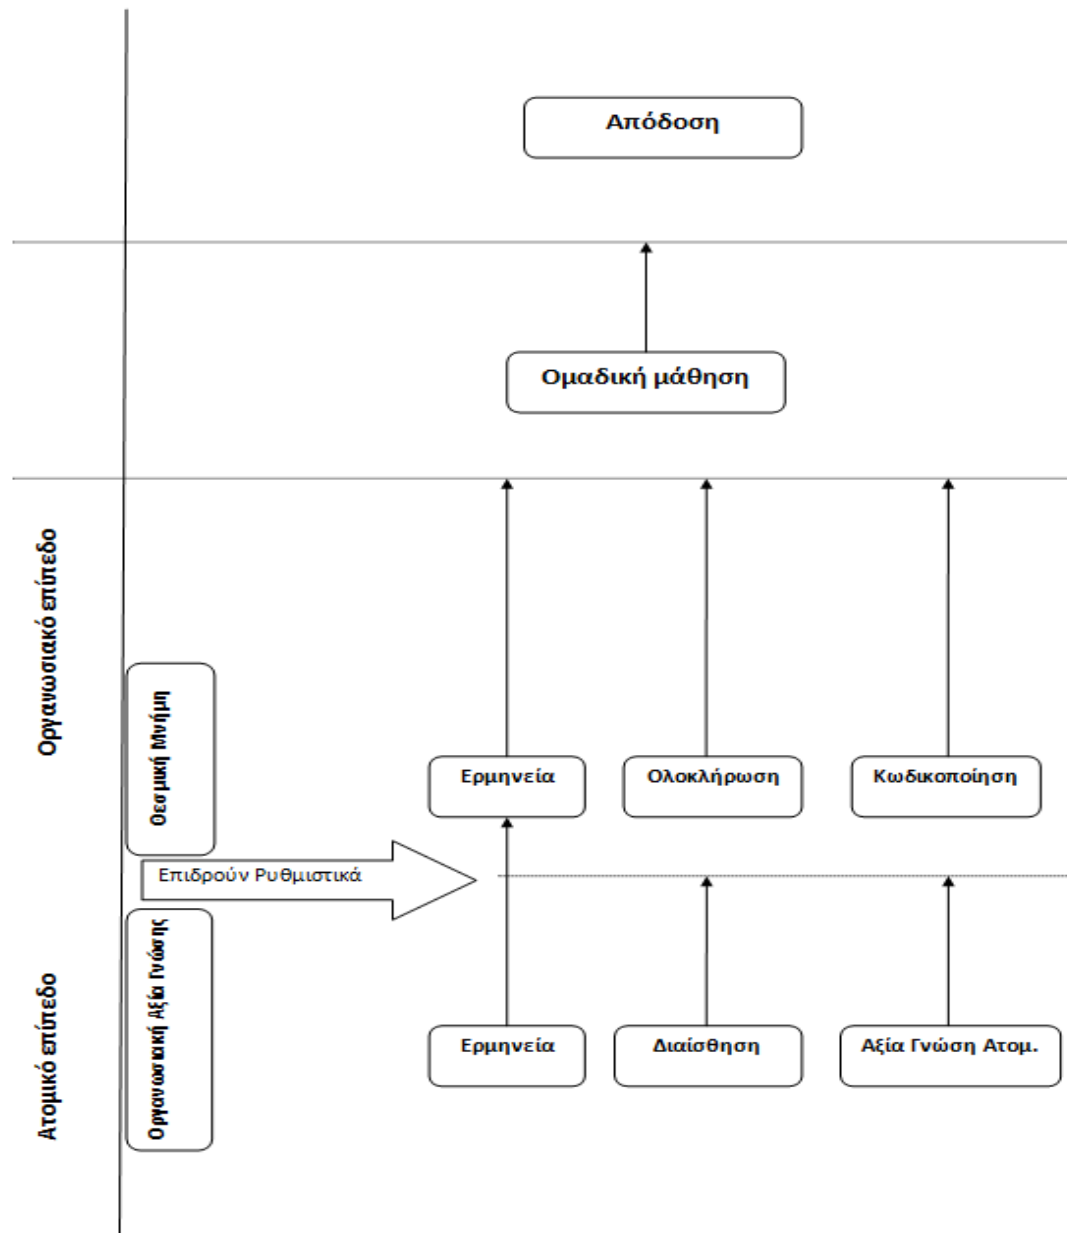 Απόδοση
Ομαδική μάθηση
Οργανωσιακό επίπεδο
Θεσμική Μνήμη
Ερμηνεία
Ολοκλήρωση
Κωδικοποίηση
Επιδρούν Ρυθμιστικά
Ατομικό επίπεδο
Οργανωσιακή Αξία Γνώσης
Ερμηνεία
Διαίσθηση
Αξία Γνώση Ατομ.